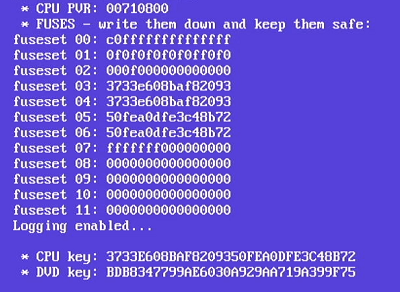 * CPU PVR: 00710800
* FUSES - write them down and keep them safe:
fuseset 00: c0ffffffffffffff
fuseset 01: 0f0f0f0f0f0ff0f0
fuseset 02: 000f000000000000
fuseset 03: 3733e608baf82093
fuseset 04: 3733e608baf82093
fuseset 05: 50fea0dfe3c48b72
fuseset 06: 50fea0dfe3c48b72
fuseset 07: fffffff000000000
fuseset 08: 0000000000000000
fuseset 09: 0000000000000000
fuseset 10: 0000000000000000
fuseset 11: 0000000000000000
Logging enabled...
* CPU key: 3733E608BAF8209350FEA0DFE3C48B72
* DVD key: BDB8347799AE6030A929AA719A399F75